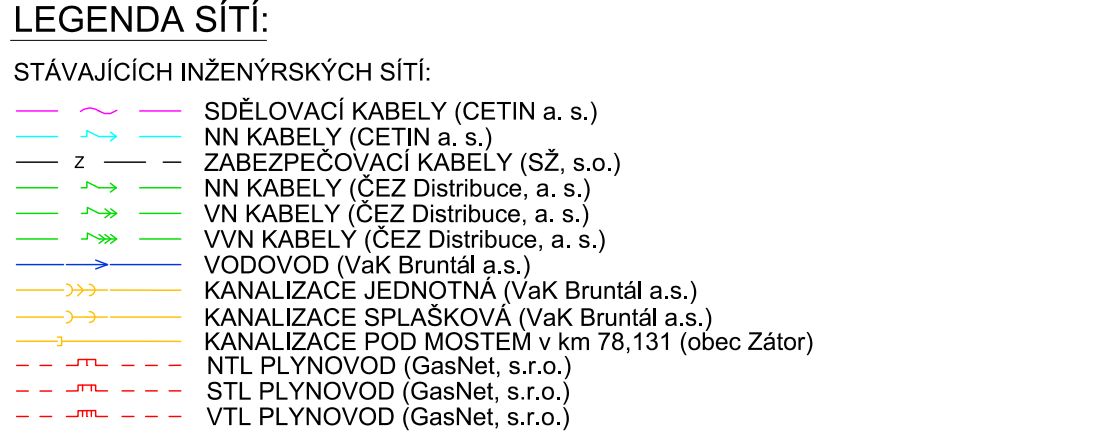 LEGENDA SÍTÍ:
STÁVAJÍCÍCH INŽENÝRSKÝCH SÍTÍ:
SDĚLOVACÍ KABELY (CETIN a. s.)
NN KABELY (CETIN a. s.)
Z ZABEZPEČOVACÍ KABELY (SŽ, s.o.)
NN KABELY (ČEZ Distribuce, a. s.)
VN KABELY (ČEZ Distribuce, a. s.)
VVN KABELY (ČEZ Distribuce, a. s.)
VODOVOD (VaK Bruntál a.s.)
KANALIZACE JEDNOTNÁ (VaK Bruntál a.s.)
KANALIZACE SPLAŠKOVÁ (VaK Bruntál a.s.)
KANALIZACE POD MOSTEM v km 78,131 (obec Zátor)
NTL PLYNOVOD (GasNet, s.r.o.)
STL PLYNOVOD (GasNet, s.r.o.)
VTL PLYNOVOD (GasNet, s.r.o.)